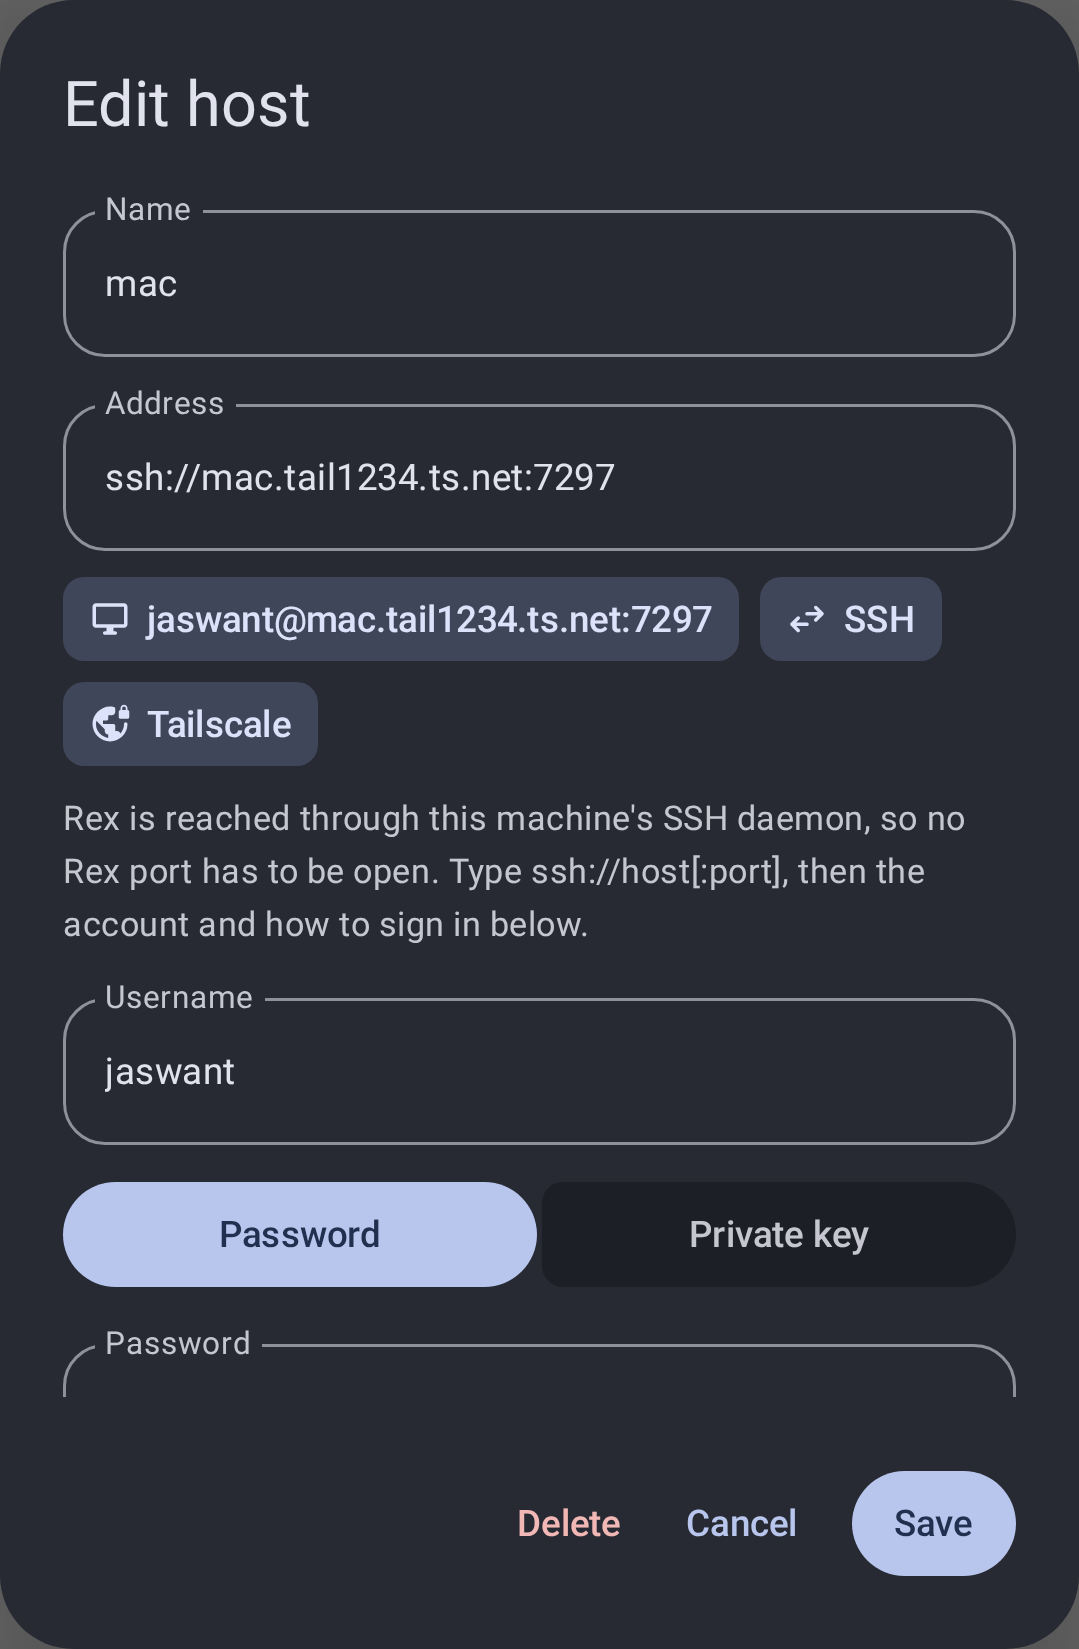 Edit host
Name
mac
Address
ssh://mac.tail1234.ts.net:7297
jaswant@mac.tail1234.ts.net:7297
SSH
Tailscale
Rex is reached through this machine's SSH daemon, so no
Rex port has to be open. Type ssh://host[:port], then the
account and how to sign in below.
Username
jaswant
Password
Private key
Password
Delete
Cancel
Save